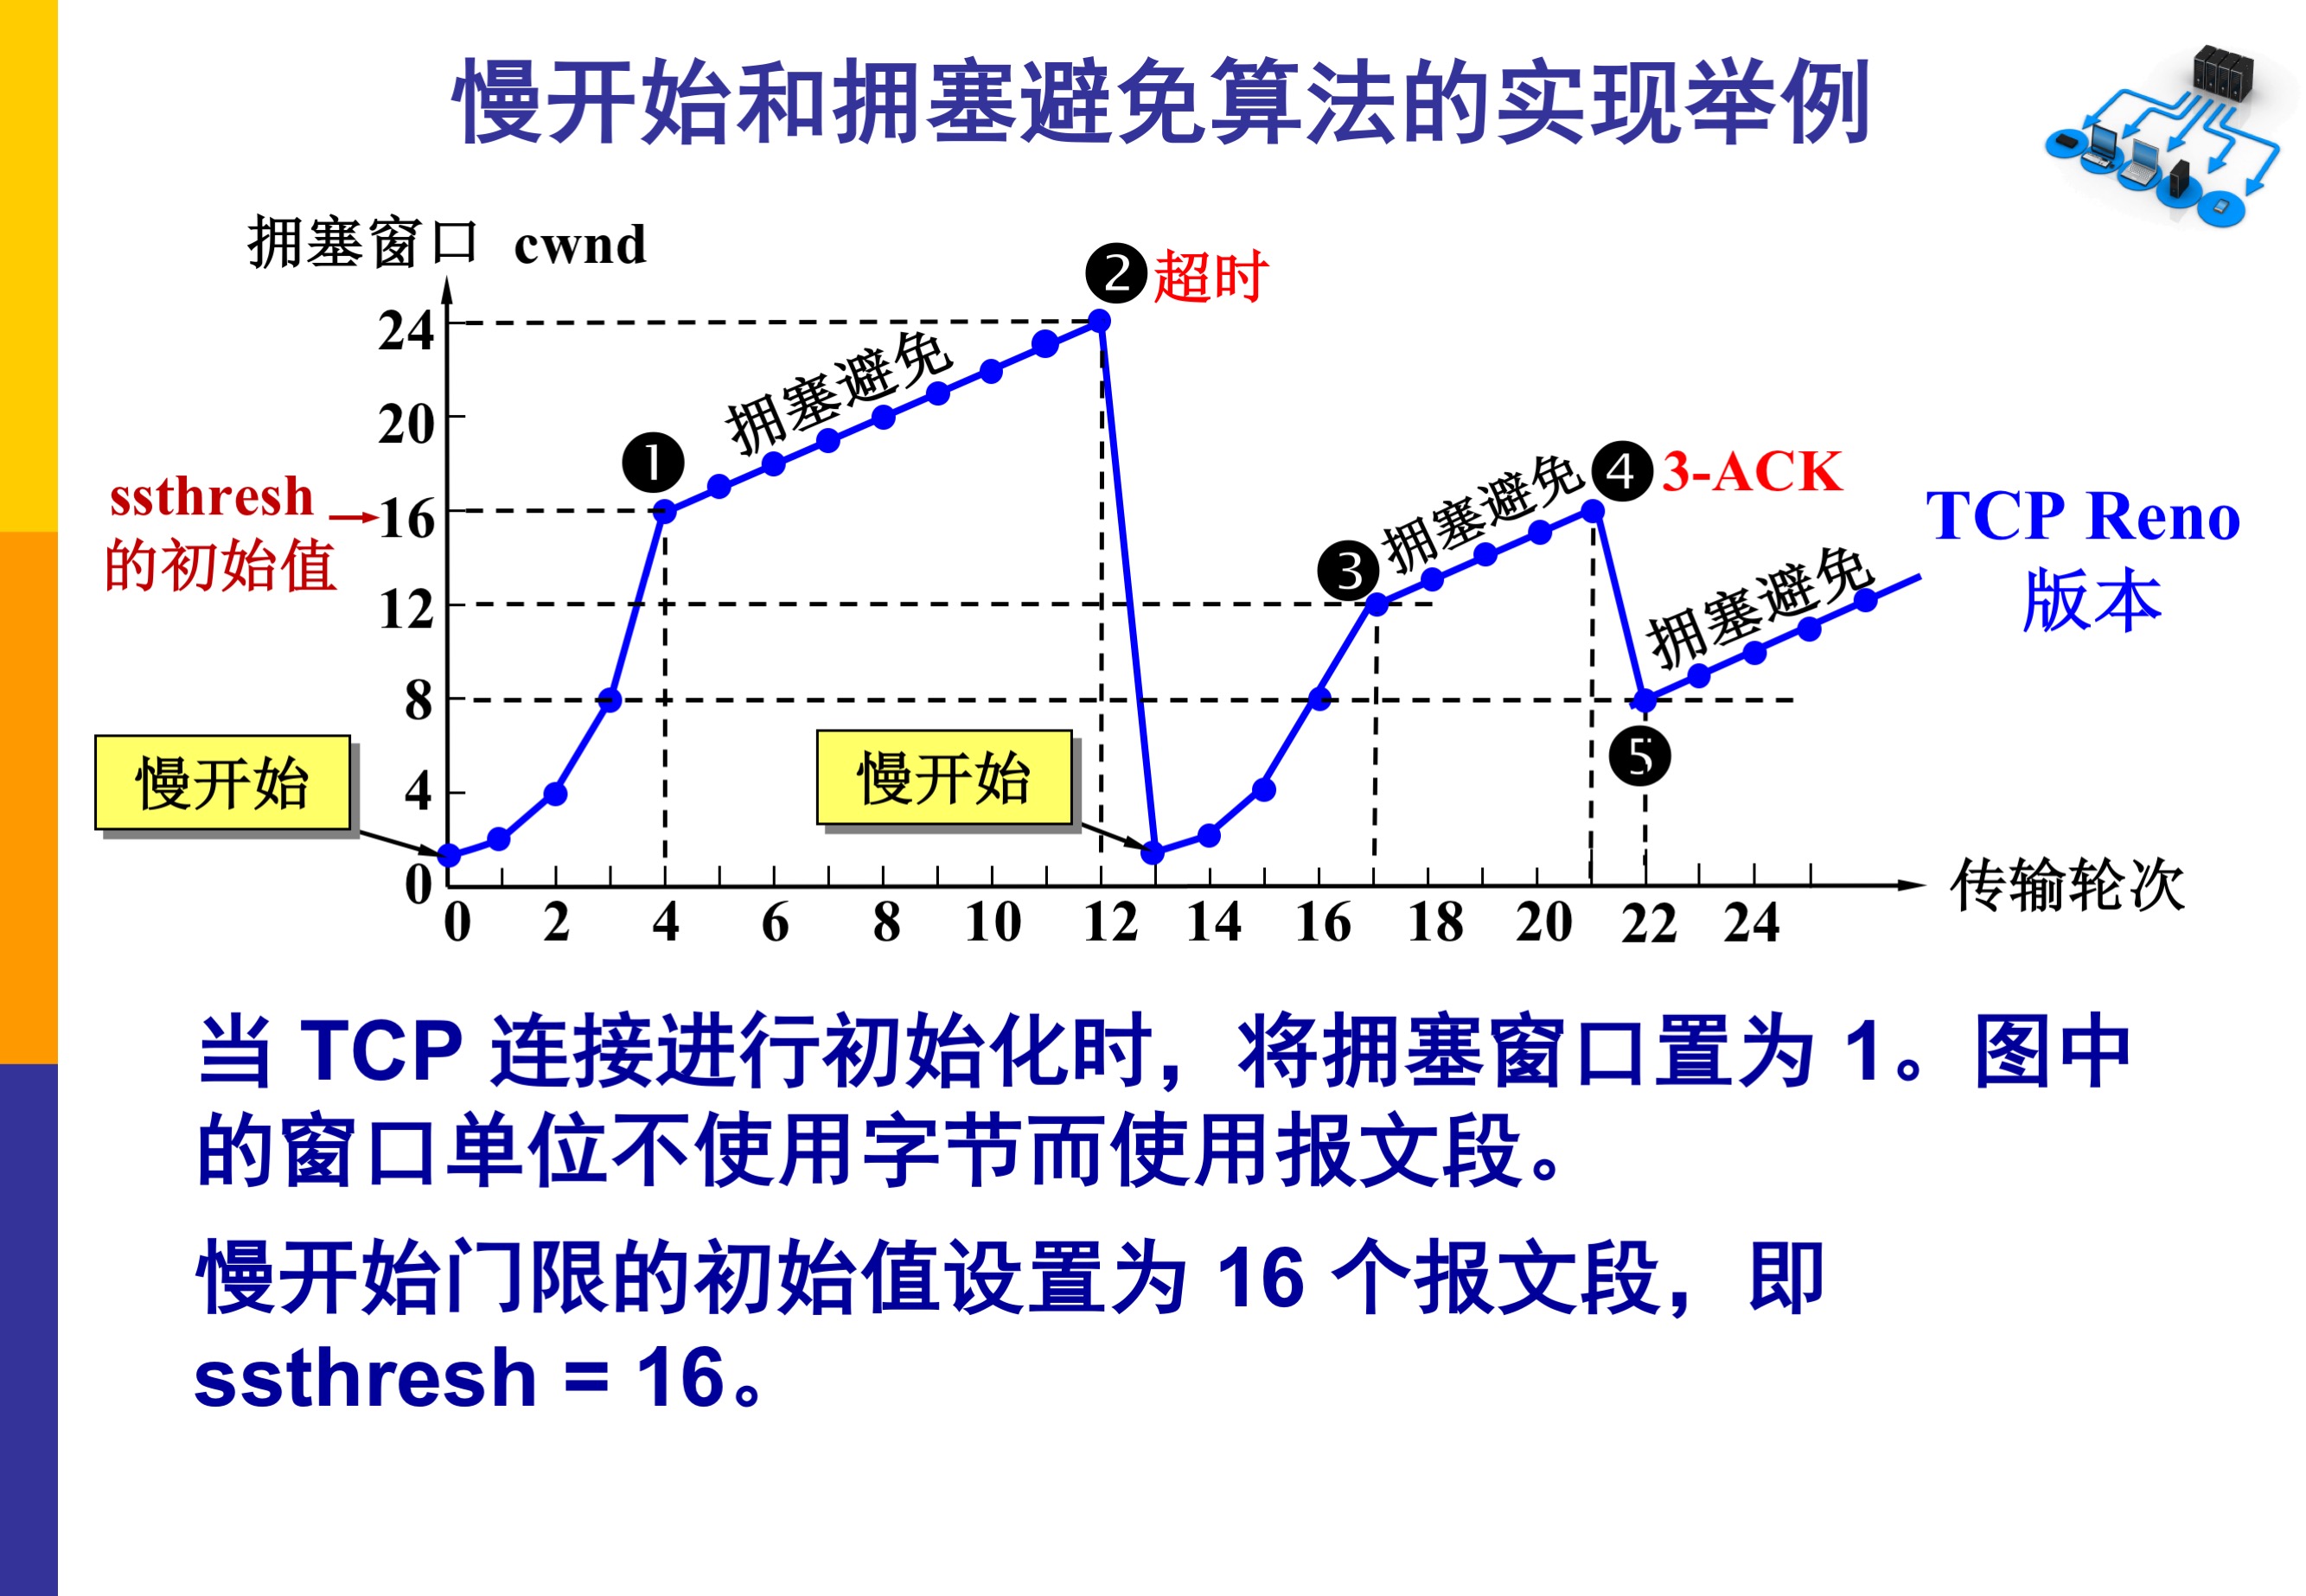 慢开始和拥塞避免算法的实现举例
拥塞窗口 cwnd
❷ 超时
24
拥塞避免
20
❶
❹ 3-ACK
ssthresh
的初始值
16
拥塞避免
TCP Reno
版本
❸
12
拥塞避免
8
❺
慢开始
慢开始
4
0
0 2 4 6 8 10 12 14 16 18 20 22 24
传输轮次
当 TCP 连接进行初始化时，将拥塞窗口置为 1。图中
的窗口单位不使用字节而使用报文段。
慢开始门限的初始值设置为 16 个报文段，即
ssthresh = 16。